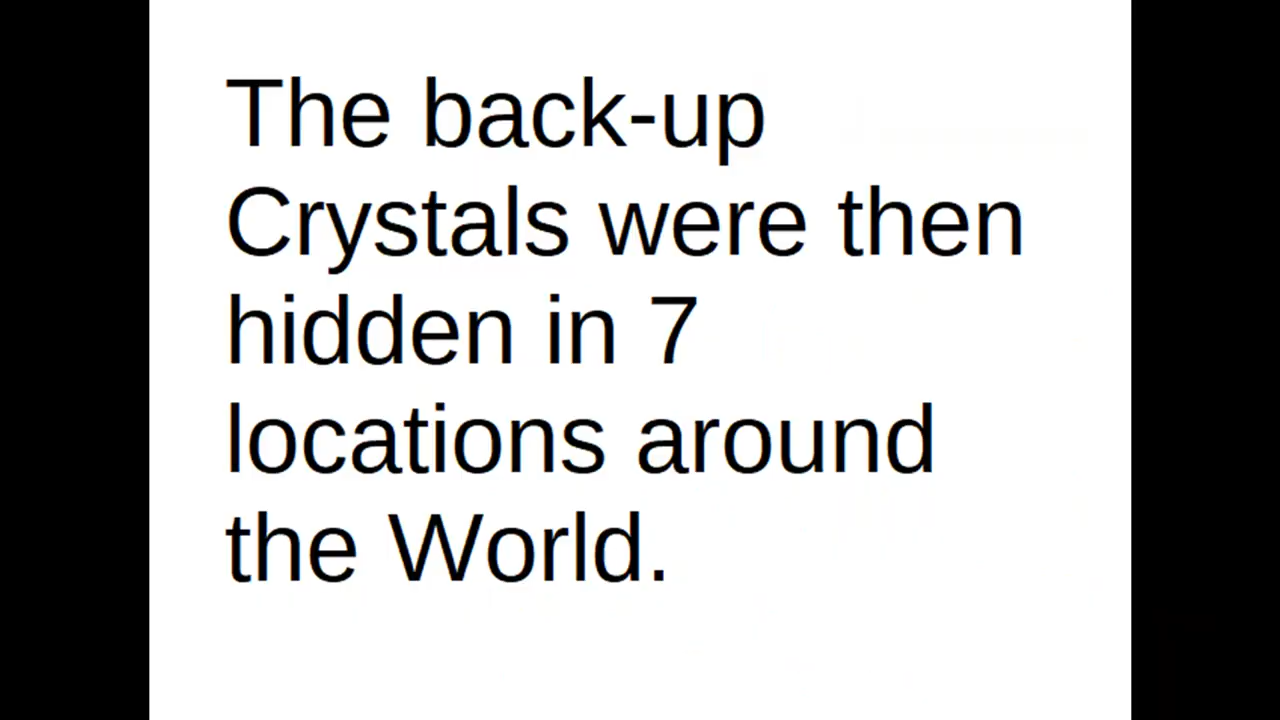 The back-up
Crystals were then
hidden in 7
locations around
the World.